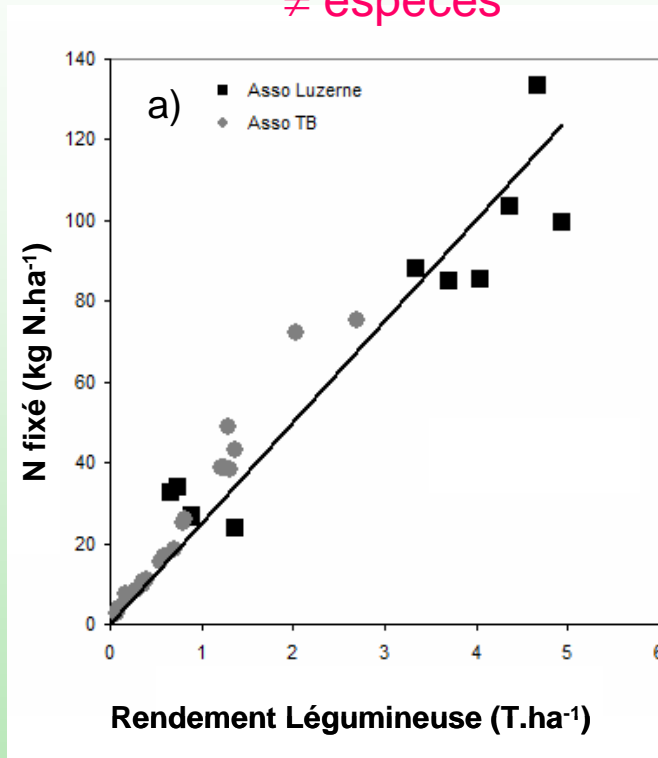 ≠ espèces
a)
Asso Luzerne
Asso TB
N fixé (kg N.ha⁻¹)
140
120
100
80
60
40
20
0
0 1 2 3 4 5 6
Rendement Légumineuse (T.ha⁻¹)